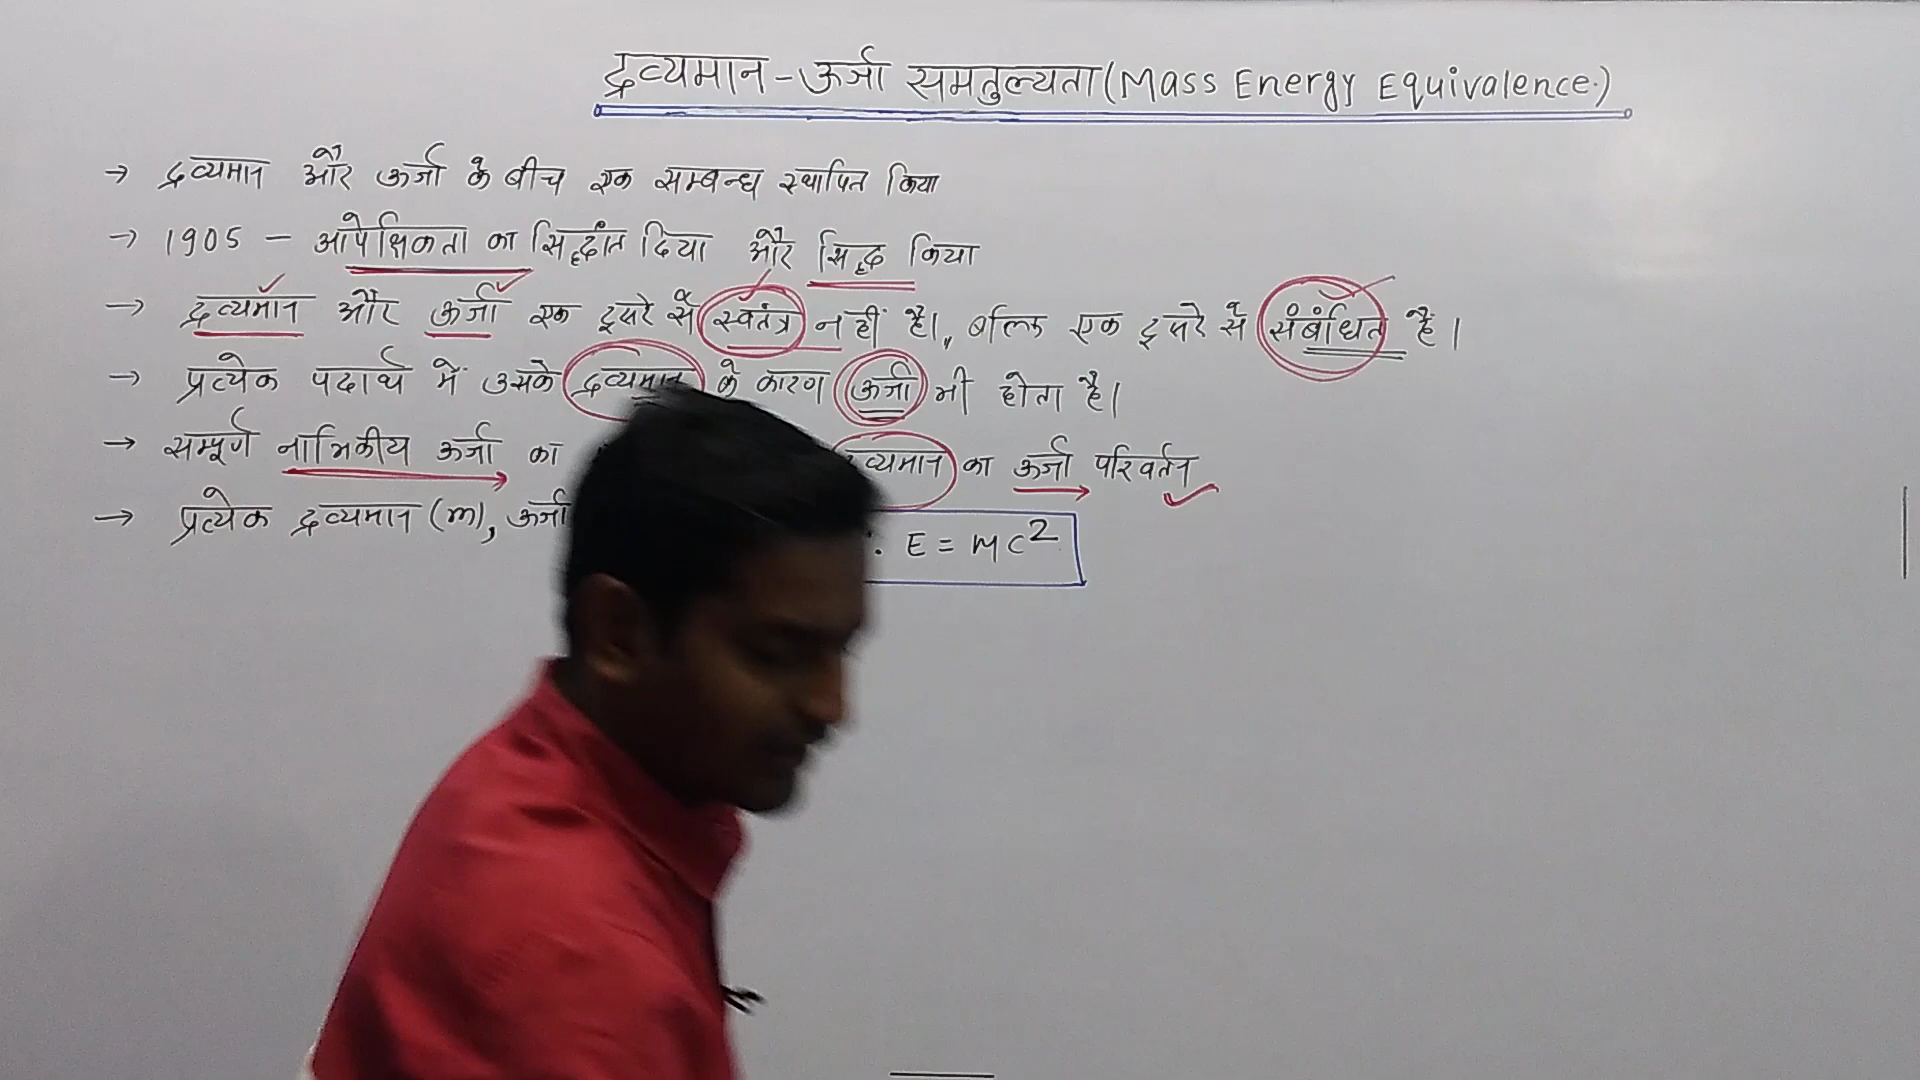 द्रव्यमान - ऊर्जा समतुल्यता (Mass Energy Equivalence.)
→ द्रव्यमान और ऊर्जा के बीच एक सम्बन्ध स्थापित किया
→ 1905 - आपेक्षिकता का सिद्धांत दिया और सिद्ध किया
→ द्रव्यमान और ऊर्जा एक दूसरे से स्वतंत्र नहीं है।, बल्कि एक दूसरे से संबंधित है।
→ प्रत्येक पदार्थ में उसके द्रव्यमान के कारण ऊर्जा भी होता है।
→ सम्पूर्ण नाभिकीय ऊर्जा का द्रव्यमान का ऊर्जा परिवर्तन
→ प्रत्येक द्रव्यमान (m), ऊर्जा
E = mc²